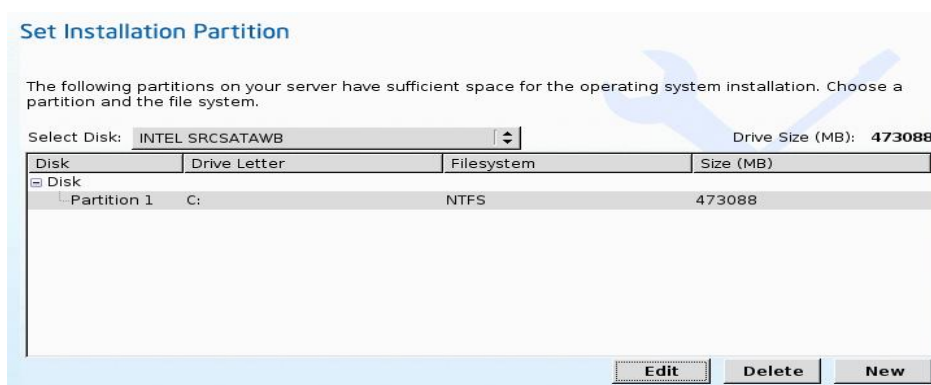 Set Installation Partition
The following partitions on your server have sufficient space for the operating system installation. Choose a
partition and the file system.
Select Disk: INTEL SRCSATAWB Drive Size (MB): 473088
Disk Drive Letter Filesystem Size (MB)
Disk
Partition 1 C: NTFS 473088
Edit Delete New